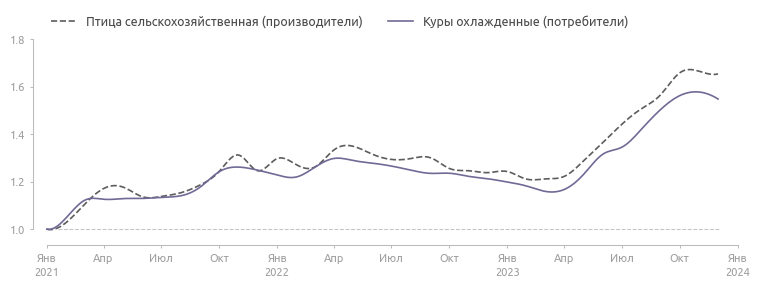 Птица сельскохозяйственная (производители) Куры охлажденные (потребители)
1.8
1.6
1.4
1.2
1.0
Янв Апр Июл Окт Янв Апр Июл Окт Янв Апр Июл Окт Янв
2021 2022 2023 2024